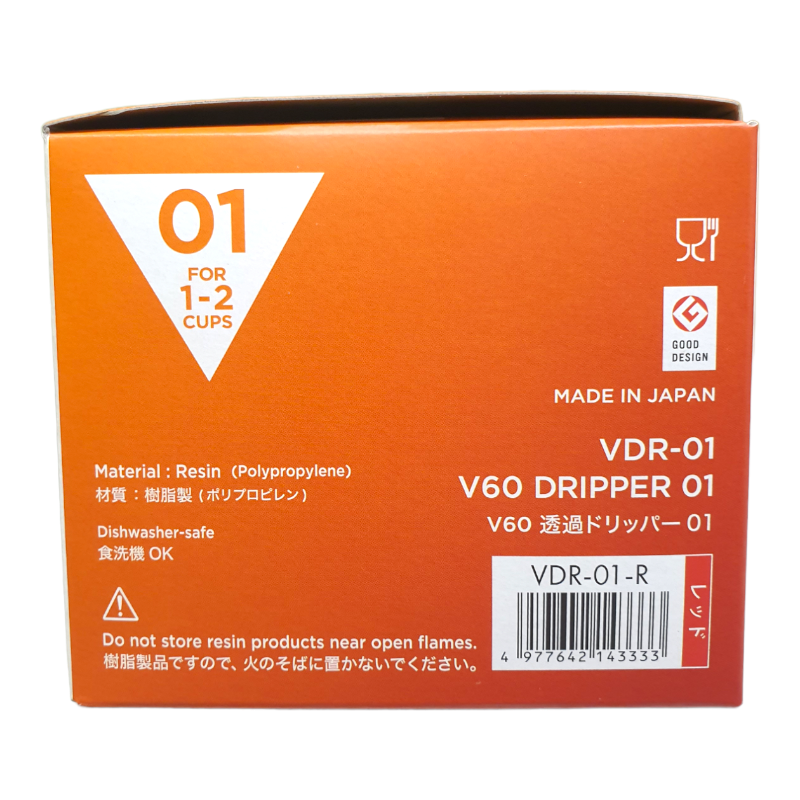 01
FOR
1-2
CUPS
GOOD
DESIGN
MADE IN JAPAN
VDR-01
V60 DRIPPER 01
V60 透過ドリッパー 01
Material : Resin (Polypropylene)
材質 : 樹脂製 (ポリプロピレン)
Dishwasher-safe
食洗機 OK
Do not store resin products near open flames.
樹脂製品ですので、火のそばに置かないでください。
VDR-01-R
4 977642 143333
レッド